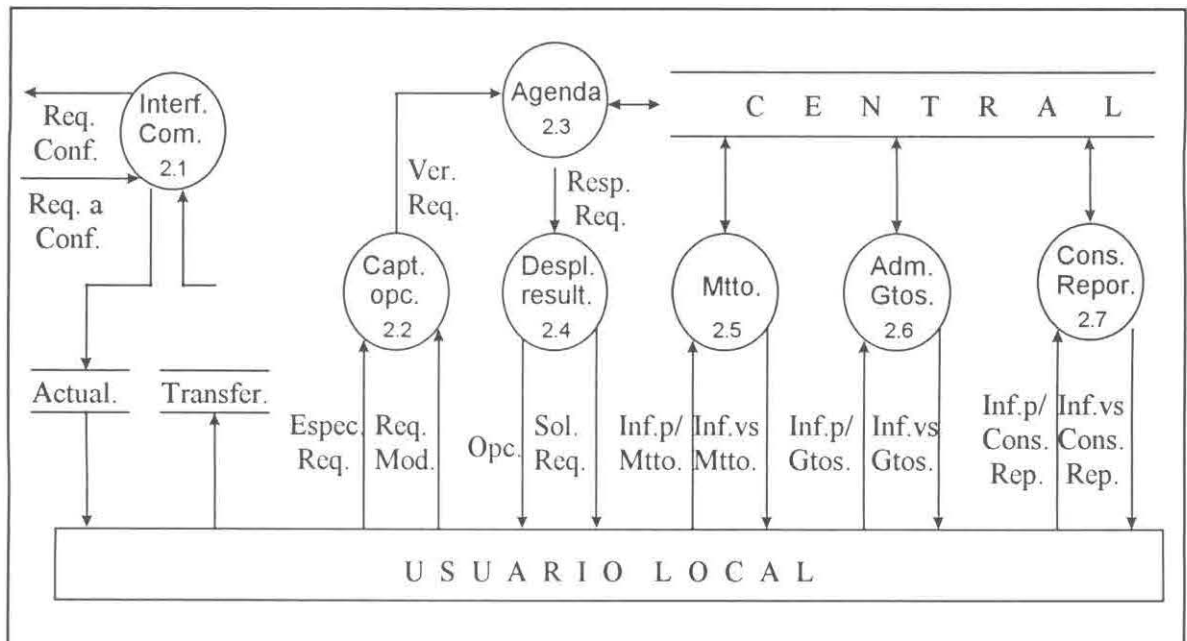 Interf.
Com.
2.1
Req.
Conf.
Req. a
Conf.
Agenda
2.3
C E N T R A L
Ver.
Req.
Resp.
Req.
Capt.
opc.
2.2
Despl.
result.
2.4
Mtto.
2.5
Adm.
Gtos.
2.6
Cons.
Repor.
2.7
Actual.
Transfer.
Espec.
Req.
Req.
Mod.
Opc.
Sol.
Req.
Inf.p/
Mtto.
Inf.vs
Mtto.
Inf.p/
Gtos.
Inf.vs
Gtos.
Inf.p/
Cons.
Rep.
Inf.vs
Cons.
Rep.
U S U A R I O L O C A L